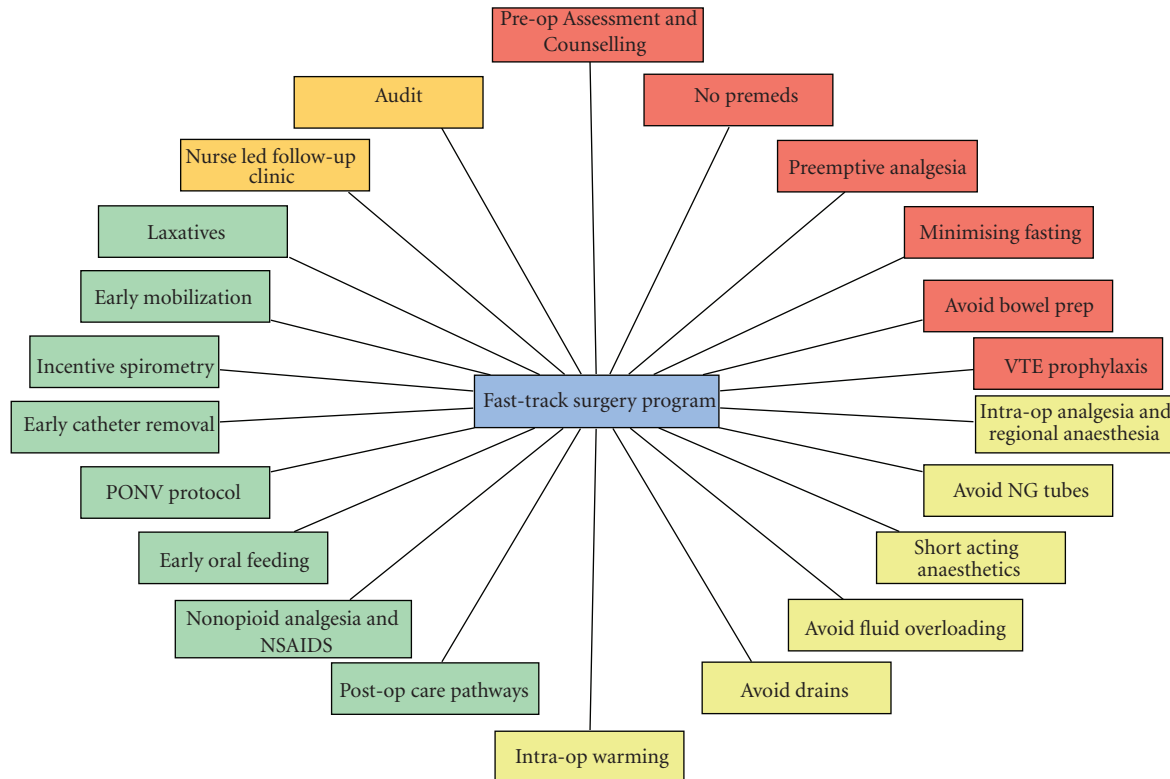 Pre-op Assessment and
Counselling
No premeds
Preemptive analgesia
Minimising fasting
Avoid bowel prep
VTE prophylaxis
Intra-op analgesia and
regional anaesthesia
Avoid NG tubes
Short acting
anaesthetics
Avoid fluid overloading
Avoid drains
Intra-op warming
Post-op care pathways
Nonopioid analgesia and
NSAIDS
Early oral feeding
PONV protocol
Early catheter removal
Incentive spirometry
Early mobilization
Laxatives
Nurse led follow-up
clinic
Audit
Fast-track surgery program